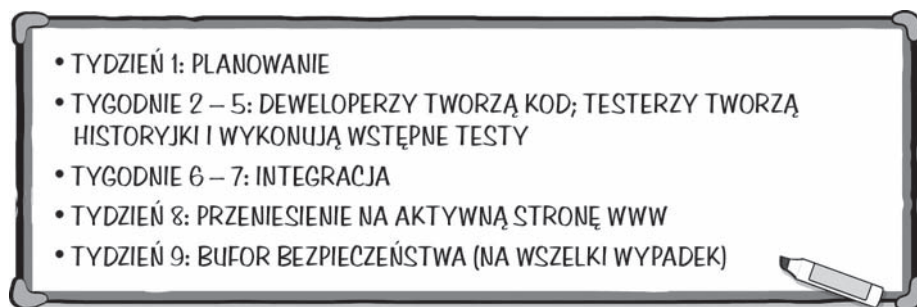 • TYDZIEŃ 1: PLANOWANIE
• TYGODNIE 2 – 5: DEWELOPERZY TWORZĄ KOD; TESTERZY TWORZĄ
HISTORYJKI I WYKONUJĄ WSTĘPNE TESTY
• TYGODNIE 6 – 7: INTEGRACJA
• TYDZIEŃ 8: PRZENIESIENIE NA AKTYWNĄ STRONĘ WWW
• TYDZIEŃ 9: BUFOR BEZPIECZEŃSTWA (NA WSZELKI WYPADEK)